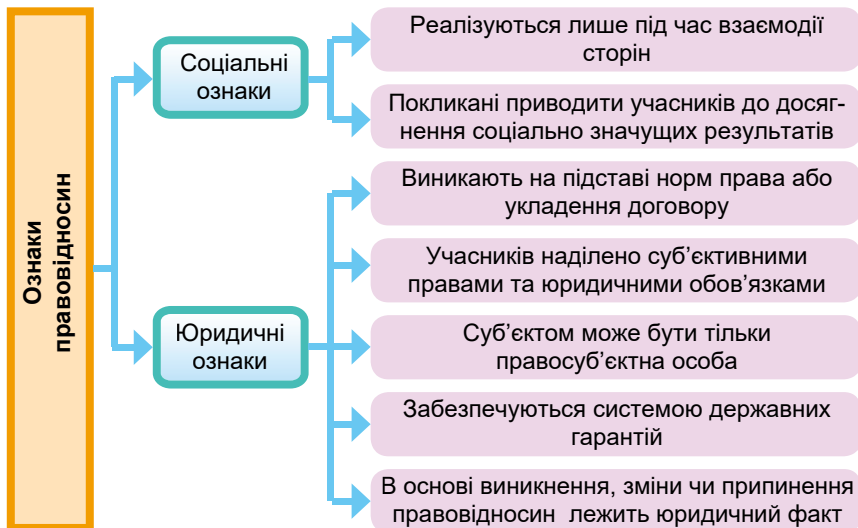 Ознаки
правовідносин
Соціальні
ознаки
Реалізуються лише під час взаємодії
сторін
Покликані приводити учасників до досяг-
нення соціально значущих результатів
Юридичні
ознаки
Виникають на підставі норм права або
укладення договору
Учасників наділено суб’єктивними
правами та юридичними обов’язками
Суб’єктом може бути тільки
правосуб’єктна особа
Забезпечуються системою державних
гарантій
В основі виникнення, зміни чи припинення
правовідносин лежить юридичний факт